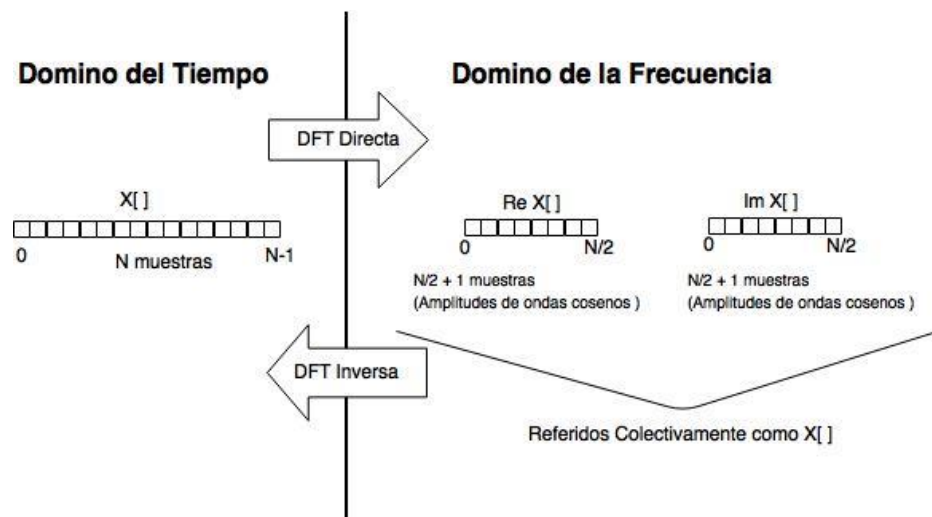 Domino del Tiempo
Domino de la Frecuencia
DFT Directa
X[ ]
0
N muestras
N-1
Re X[ ]
0
N/2
N/2 + 1 muestras
(Amplitudes de ondas cosenos )
Im X[ ]
0
N/2
N/2 + 1 muestras
(Amplitudes de ondas cosenos )
DFT Inversa
Referidos Colectivamente como X[ ]